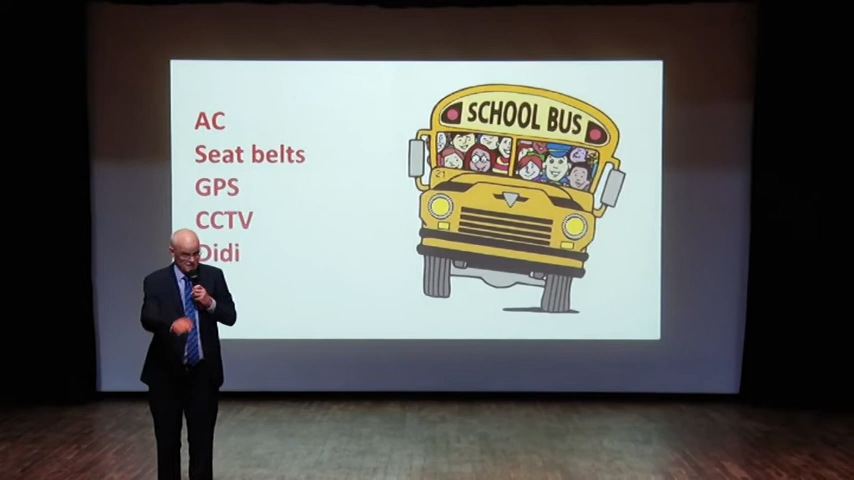 AC
Seat belts
GPS
CCTV
Didi
SCHOOL BUS
21